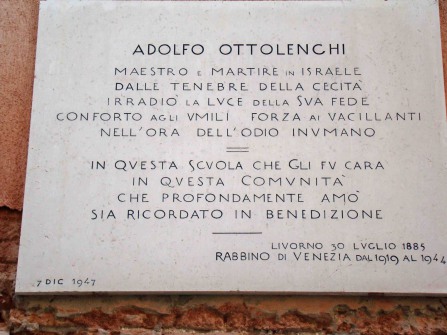 ADOLFO OTTOLENGHI
MAESTRO E MARTIRE IN ISRAELE
DALLE TENEBRE DELLA CECITÀ
IRRADIÒ LA LVCE DELLA SVA FEDE
CONFORTO AGLI VMILI FORZA AI VACILLANTI
NELL'ORA DELL'ODIO INVMANO
IN QVESTA SCVOLA CHE GLI FV CARA
IN QVESTA COMVNITÀ
CHE PROFONDAMENTE AMÒ
SIA RICORDATO IN BENEDIZIONE
LIVORNO 30 LVGLIO 1885
RABBINO DI VENEZIA DAL 1919 AL 1944
7 DIC 1947